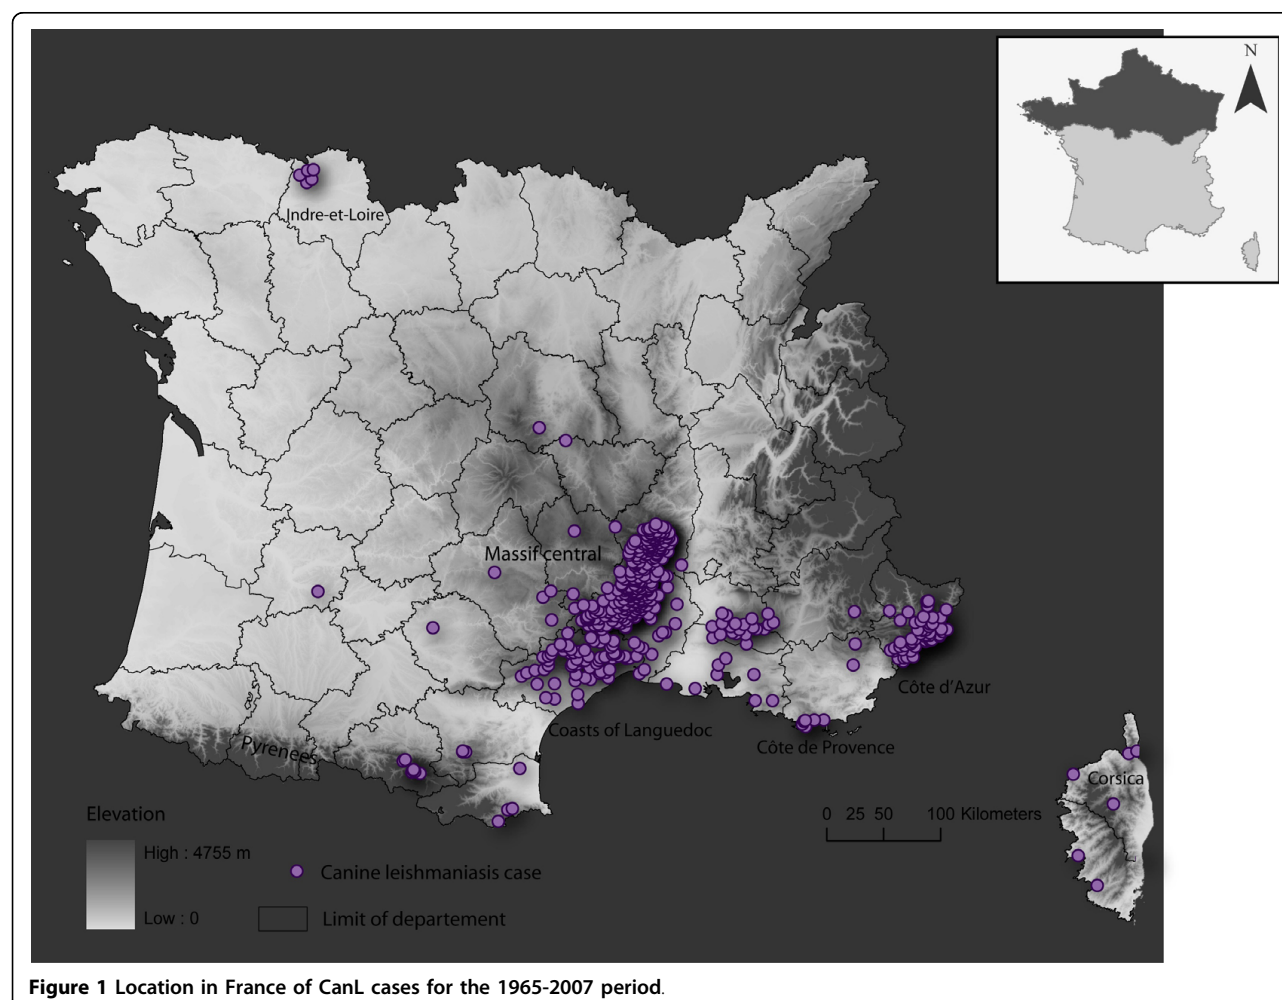 N
Indre-et-Loire
Massif central
Côte d'Azur
Coasts of Languedoc
Pyrenees
Côte de Provence
Corsica
Elevation
0 25 50 100 Kilometers
High : 4755 m
Canine leishmaniasis case
Low : 0
Limit of departement
Figure 1 Location in France of CanL cases for the 1965-2007 period.